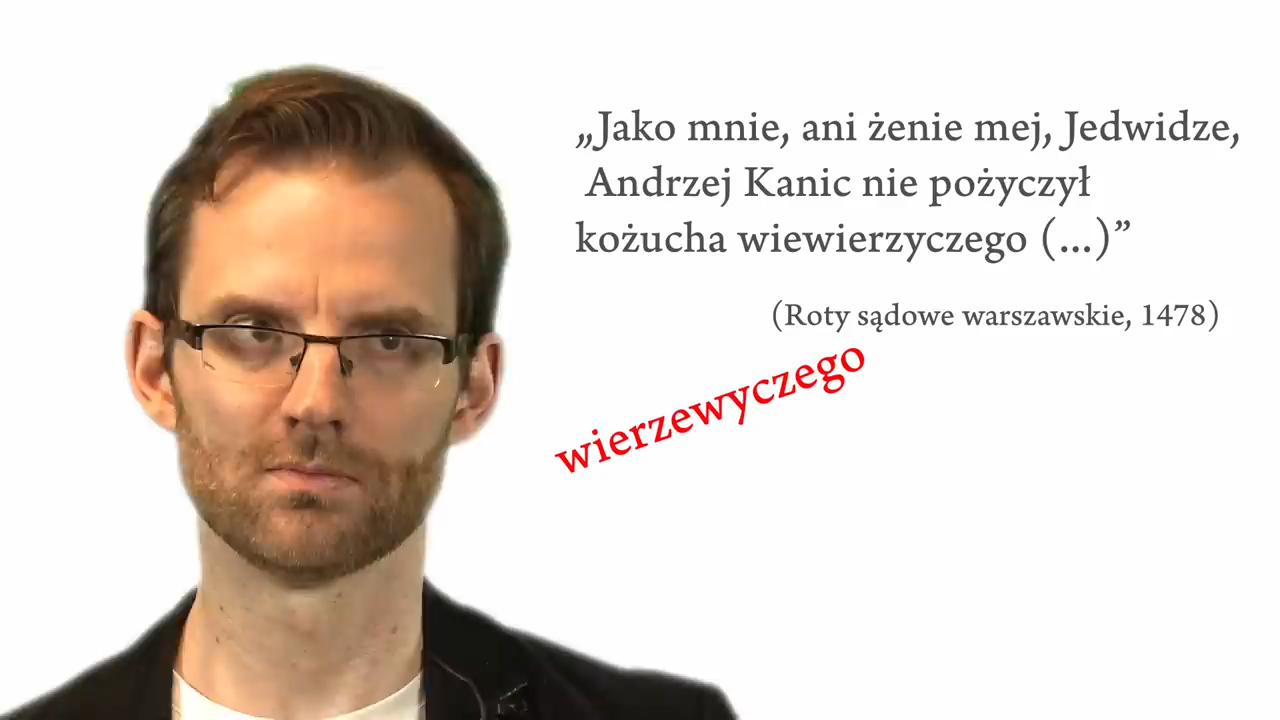 „Jako mnie, ani żenie mej, Jedwidze,
Andrzej Kanic nie pożyczył
kożucha wiewierzyczego (...)”
(Roty sądowe warszawskie, 1478)
wierzewyczego